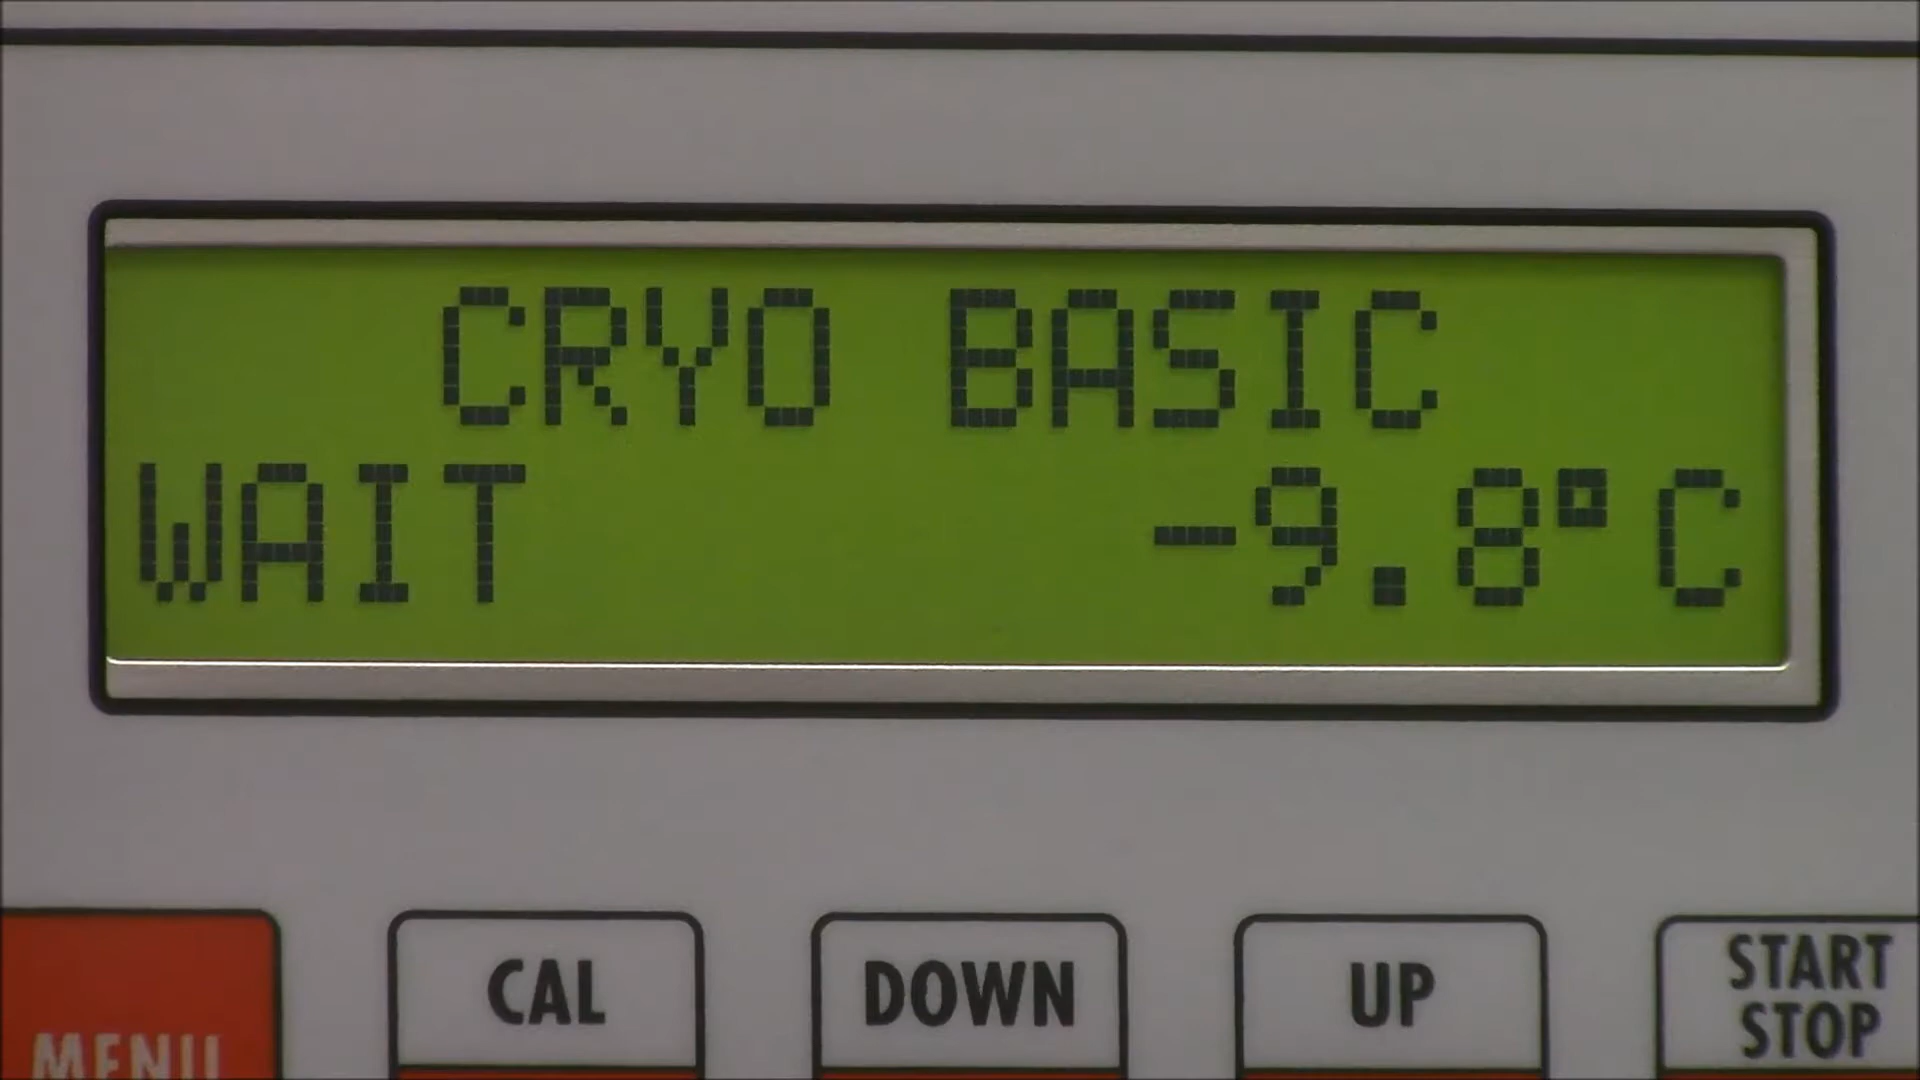 CRYO BASIC
WAIT -9.8°C
MENU
CAL
DOWN
UP
START
STOP